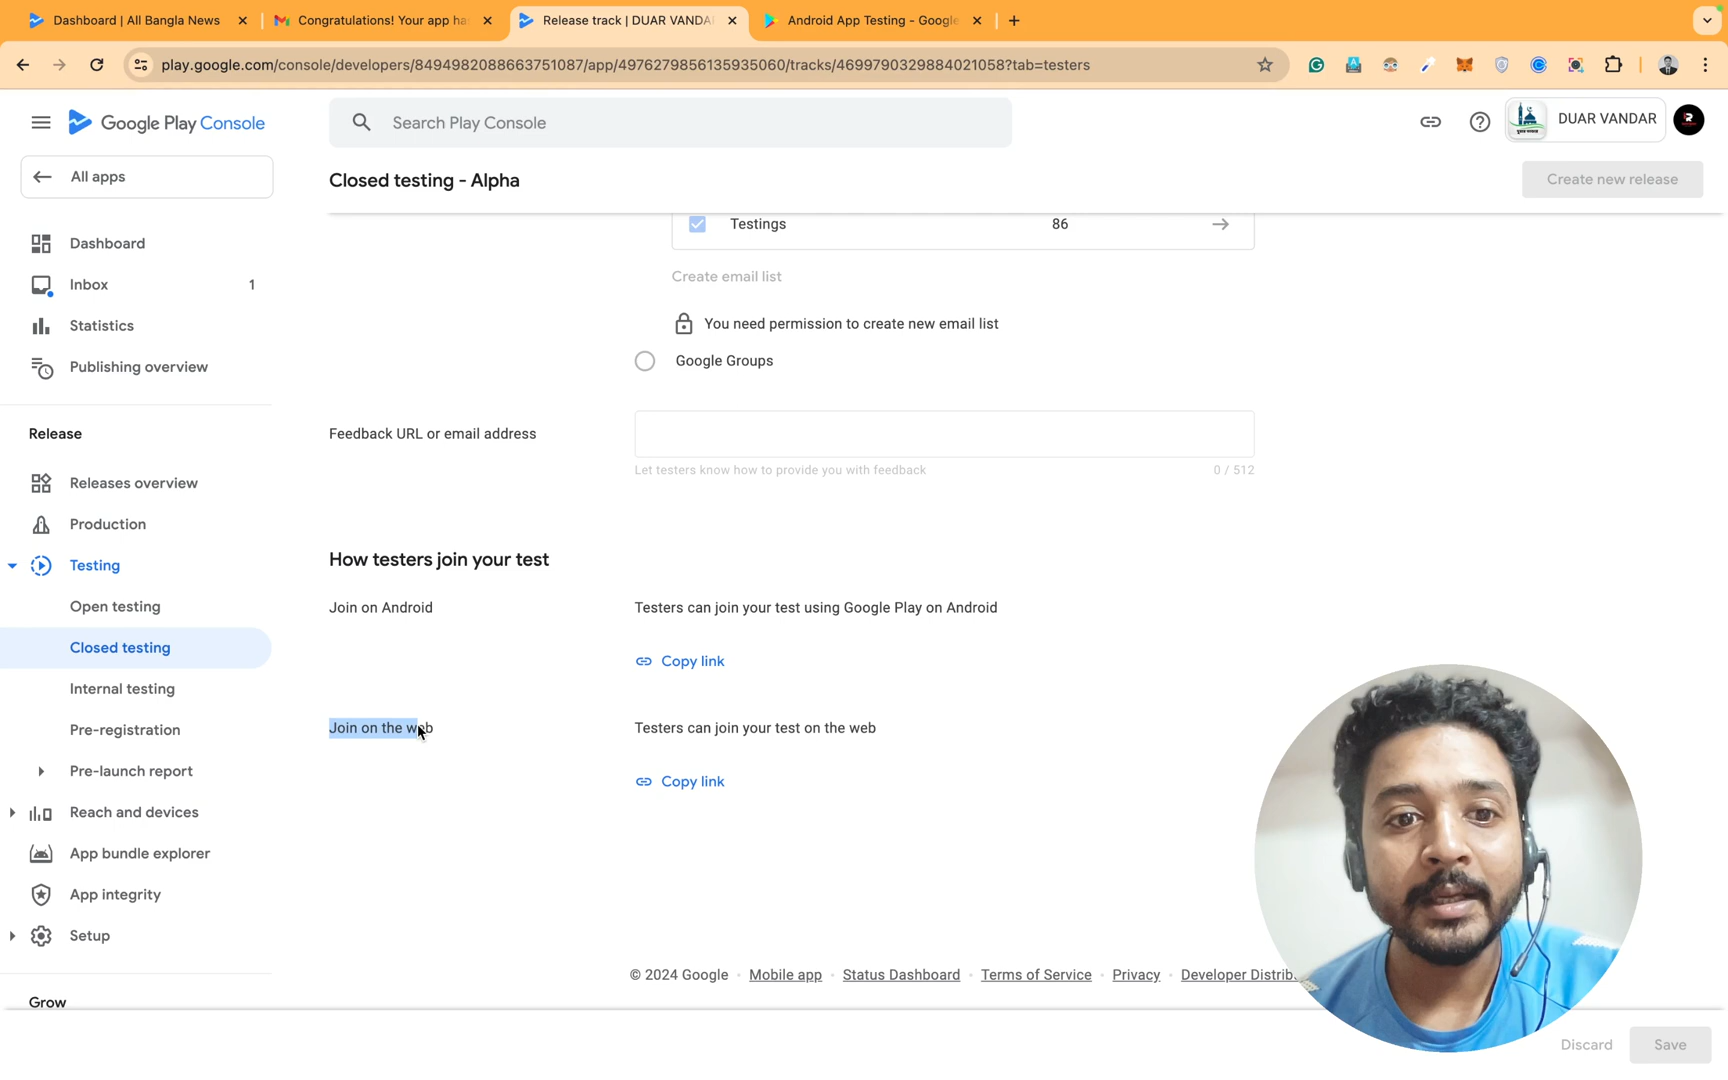 Dashboard | All Bangla News
Congratulations! Your app ha
Release track | DUAR VANDA
Android App Testing - Google
play.google.com/console/developers/8494982088663751087/app/4976279856135935060/tracks/4699790329884021058?tab=testers
Google Play Console
Search Play Console
DUAR VANDAR
All apps
Closed testing - Alpha
Create new release
Dashboard
Inbox 1
Statistics
Publishing overview
Release
Releases overview
Production
Testing
Open testing
Closed testing
Internal testing
Pre-registration
Pre-launch report
Reach and devices
App bundle explorer
App integrity
Setup
Grow
Testings 86
Create email list
You need permission to create new email list
Google Groups
Feedback URL or email address
Let testers know how to provide you with feedback 0 / 512
How testers join your test
Join on Android Testers can join your test using Google Play on Android
Copy link
Join on the web Testers can join your test on the web
Copy link
© 2024 Google · Mobile app · Status Dashboard · Terms of Service · Privacy · Developer Distrib
Discard Save